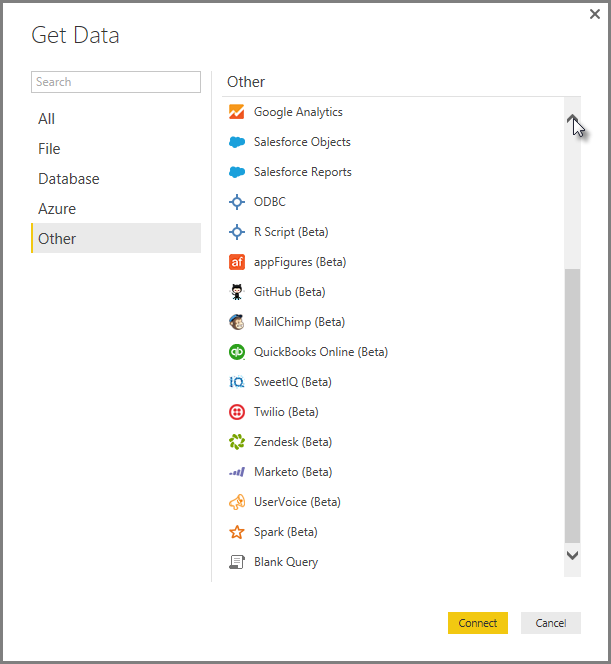 Get Data
Search
All
File
Database
Azure
Other
Other
Google Analytics
Salesforce Objects
Salesforce Reports
ODBC
R Script (Beta)
af
appFigures (Beta)
GitHub (Beta)
MailChimp (Beta)
qb
QuickBooks Online (Beta)
IQ
SweetIQ (Beta)
Twilio (Beta)
Zendesk (Beta)
Marketo (Beta)
UserVoice (Beta)
Spark (Beta)
Blank Query
Connect
Cancel